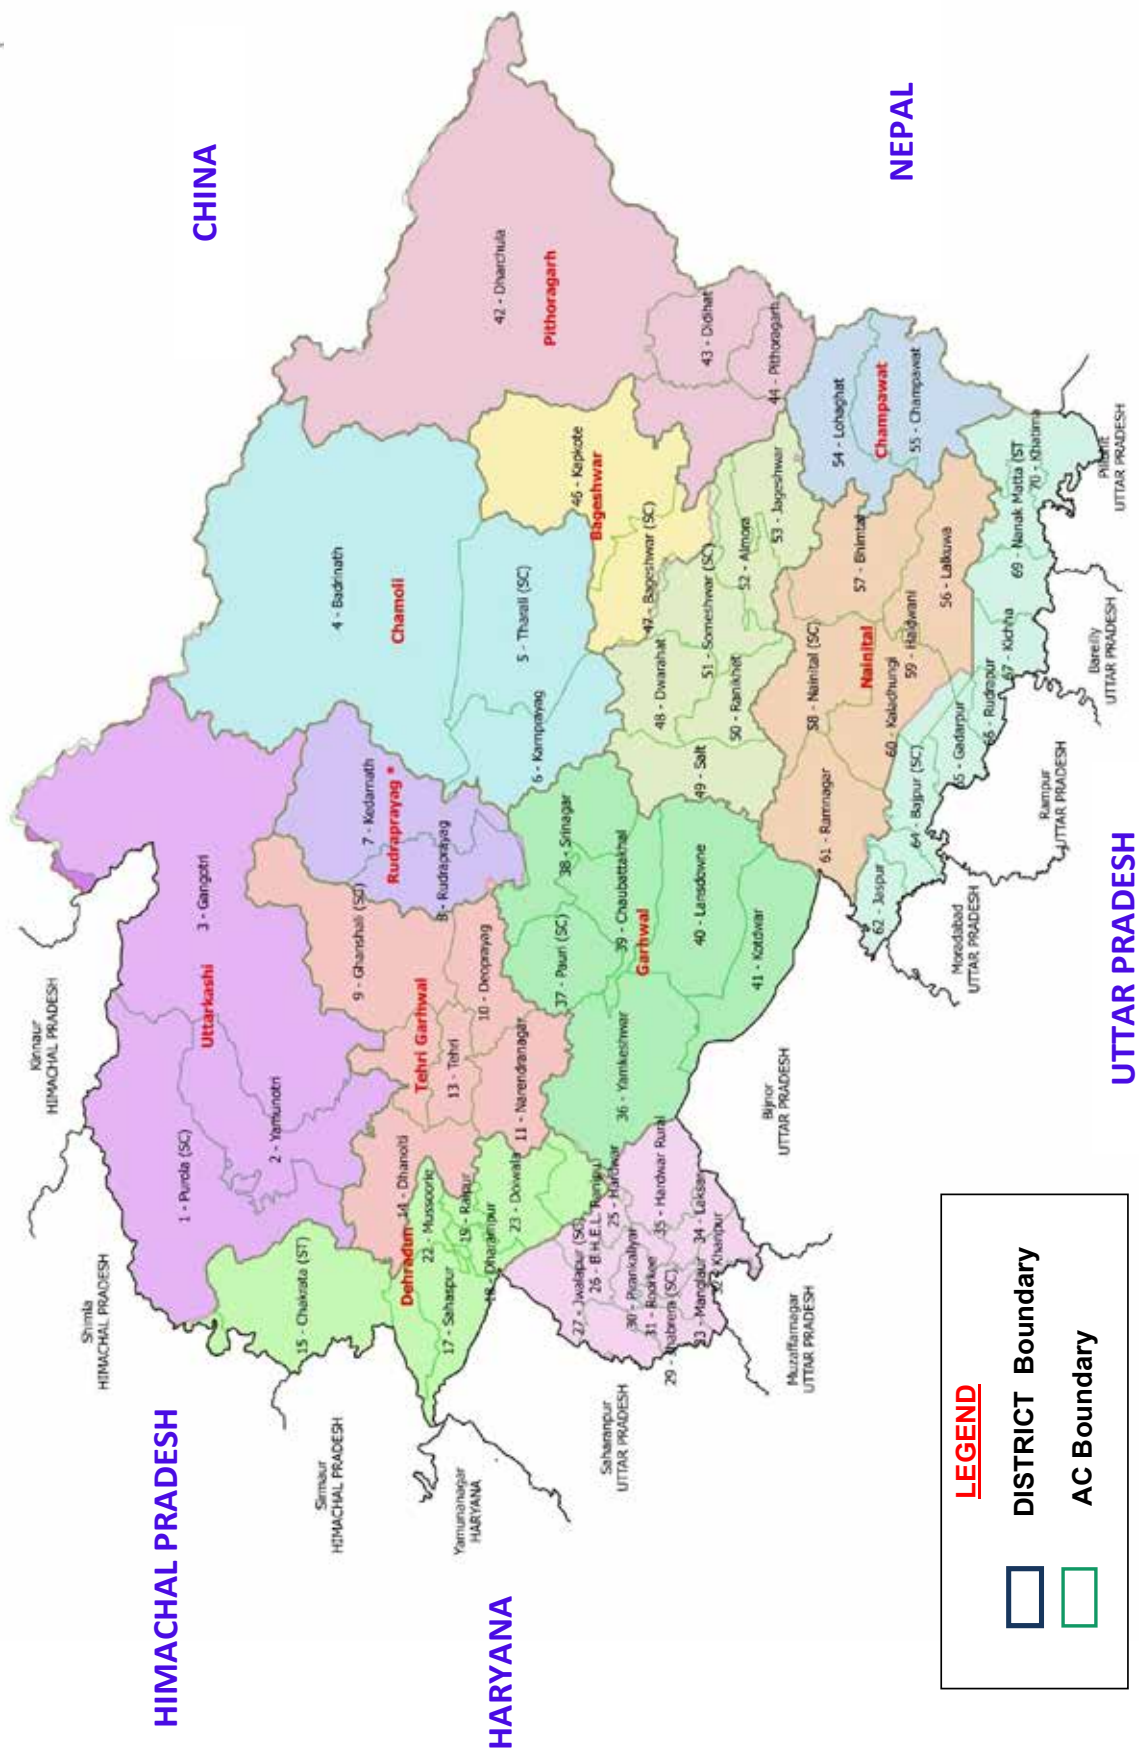 CHINA
NEPAL
HIMACHAL PRADESH
HARYANA
UTTAR PRADESH
Kinnaur
HIMACHAL PRADESH
Shimla
HIMACHAL PRADESH
Sirmaur
HIMACHAL PRADESH
Yamunanagar
HARYANA
Saharanpur
UTTAR PRADESH
Muzaffarnagar
UTTAR PRADESH
Bijnor
UTTAR PRADESH
Moradabad
UTTAR PRADESH
Rampur
UTTAR PRADESH
Bareilly
UTTAR PRADESH
Pilibhit
UTTAR PRADESH
Uttarkashi
1 - Purola (SC)
2 - Yamunotri
3 - Gangotri
Chamoli
4 - Badrinath
5 - Tharali (SC)
6 - Karnprayag
Rudraprayag *
7 - Kedarnath
8 - Rudraprayag
Tehri Garhwal
9 - Ghanshali (SC)
10 - Deoprayag
11 - Narendranagar
13 - Tehri
14 - Dhanolti
Dehradun
15 - Chakrata (ST)
17 - Sahaspur
18 - Dharampur
19 - Raipur
22 - Mussoorie
23 - Doiwala
25 - Hardwar
26 - B.H.E.L. Ranipur
27 - Jwalapur (SC)
29 - Jhabrera (SC)
30 - Pirankaliyar
31 - Roorkee
32 - Khanpur
33 - Manglaur
34 - Laksar
35 - Hardwar Rural
Garhwal
36 - Yamkeshwar
37 - Pauri (SC)
38 - Srinagar
39 - Chaubattakhal
40 - Lansdowne
41 - Kotdwar
Pithoragarh
42 - Dharchula
43 - Didihat
44 - Pithoragarh
Bageshwar
46 - Kapkote
47 - Bageshwar (SC)
48 - Dwarahat
49 - Salt
50 - Ranikhet
51 - Someshwar (SC)
52 - Almora
53 - Jageshwar
Champawat
54 - Lohaghat
55 - Champawat
Nainital
56 - Lalkuwa
57 - Bhimtal
58 - Nainital (SC)
59 - Haldwani
60 - Kaladhungi
61 - Ramnagar
62 - Jaspur
64 - Bajpur (SC)
65 - Gadarpur
66 - Rudrapur
67 - Kichha
69 - Nanak Matta (ST
70 - Khatima
LEGEND
DISTRICT Boundary
AC Boundary